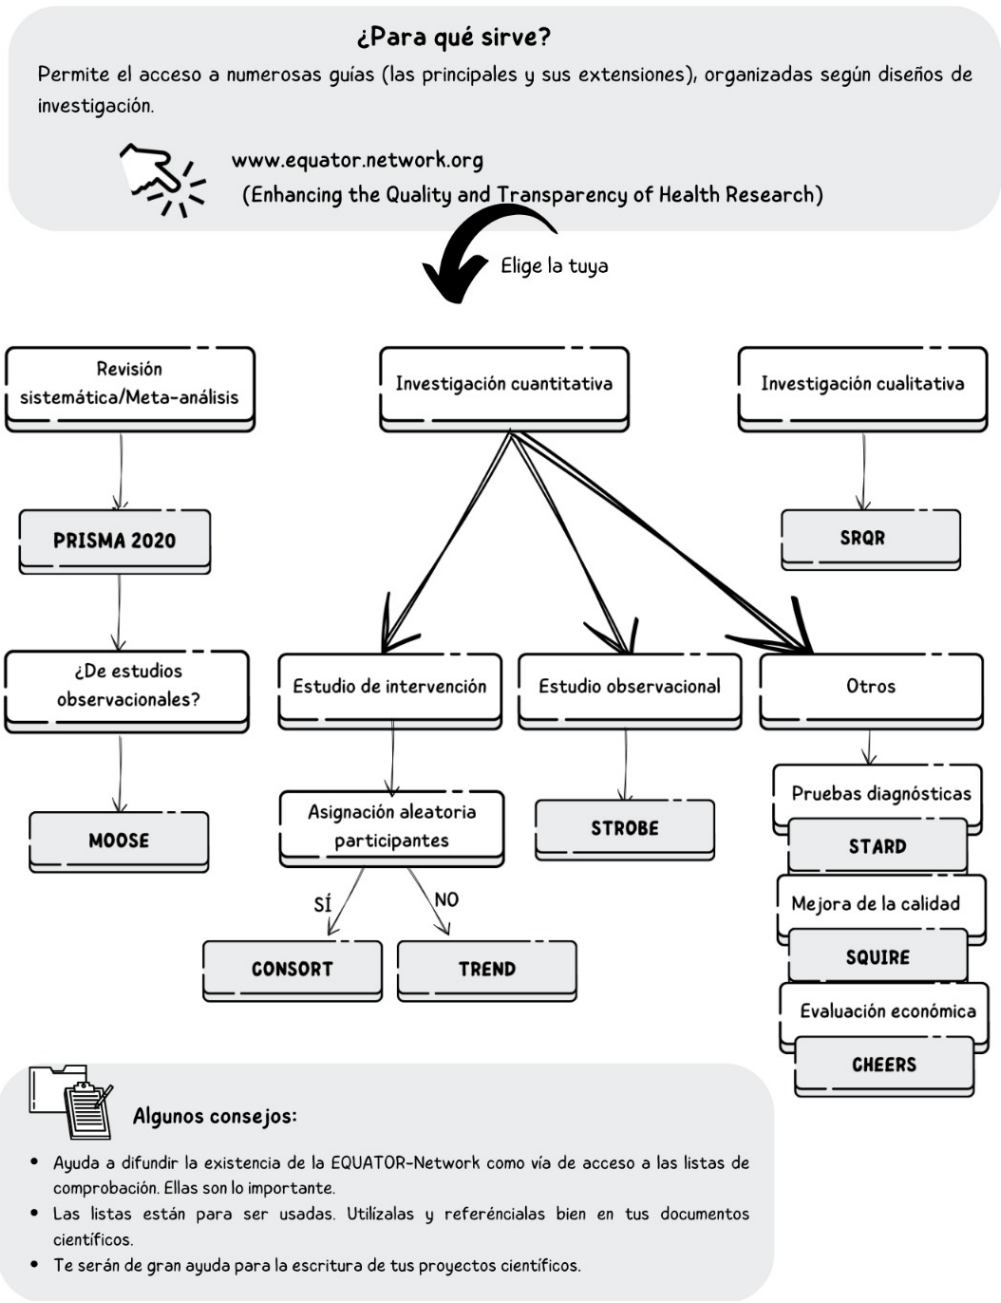 ¿Para qué sirve?
Permite el acceso a numerosas guías (las principales y sus extensiones), organizadas según diseños de
investigación.
www.equator.network.org
(Enhancing the Quality and Transparency of Health Research)
Elige la tuya
Revisión
sistemática/Meta-análisis
Investigación cuantitativa
Investigación cualitativa
PRISMA 2020
SRQR
¿De estudios
observacionales?
Estudio de intervención
Estudio observacional
Otros
MOOSE
Asignación aleatoria
participantes
STROBE
Pruebas diagnósticas
STARD
Mejora de la calidad
SÍ
NO
CONSORT
TREND
SQUIRE
Evaluación económica
CHEERS
Algunos consejos:
• Ayuda a difundir la existencia de la EQUATOR-Network como vía de acceso a las listas de
comprobación. Ellas son lo importante.
• Las listas están para ser usadas. Utilízalas y referéncialas bien en tus documentos
científicos.
• Te serán de gran ayuda para la escritura de tus proyectos científicos.